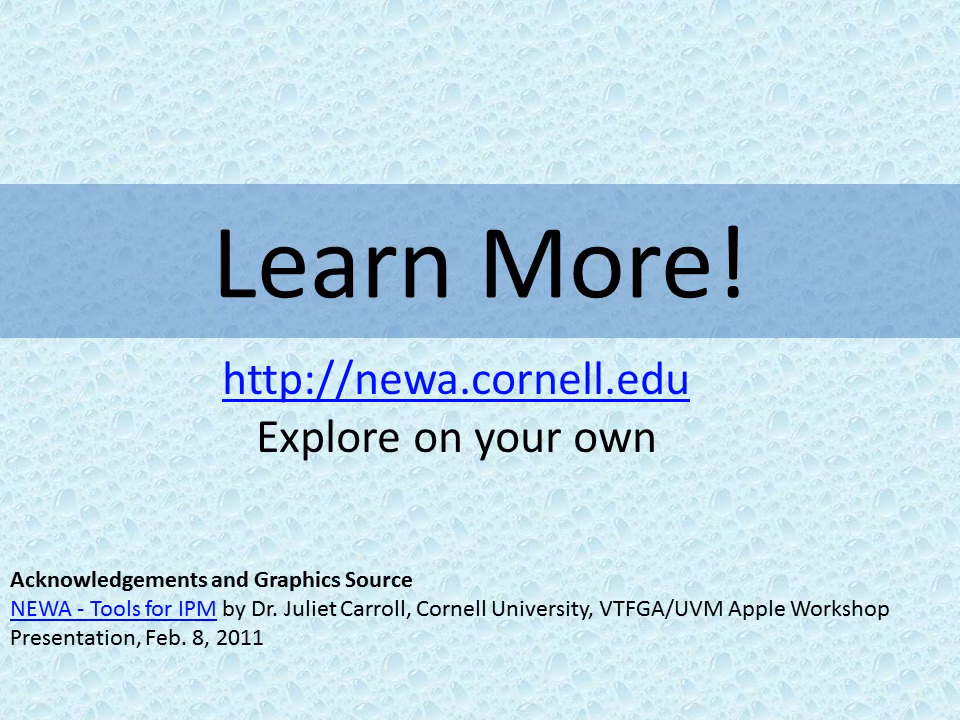 Learn More!
http://newa.cornell.edu
Explore on your own
Acknowledgements and Graphics Source
NEWA - Tools for IPM by Dr. Juliet Carroll, Cornell University, VTFGA/UVM Apple Workshop
Presentation, Feb. 8, 2011